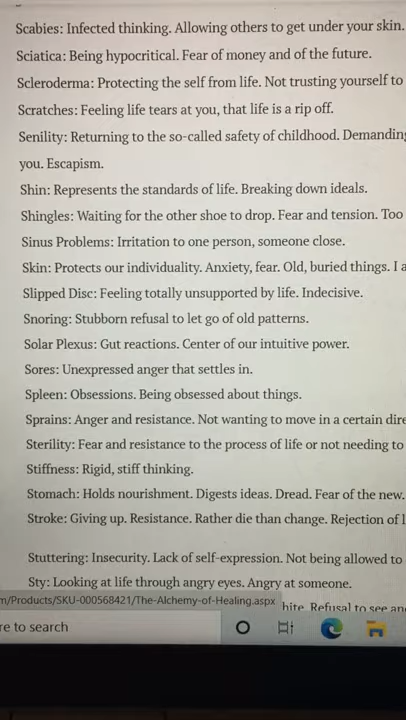 Scabies: Infected thinking. Allowing others to get under your skin.
Sciatica: Being hypocritical. Fear of money and of the future.
Scleroderma: Protecting the self from life. Not trusting yourself to
Scratches: Feeling life tears at you, that life is a rip off.
Senility: Returning to the so-called safety of childhood. Demanding
you. Escapism.
Shin: Represents the standards of life. Breaking down ideals.
Shingles: Waiting for the other shoe to drop. Fear and tension. Too
Sinus Problems: Irritation to one person, someone close.
Skin: Protects our individuality. Anxiety, fear. Old, buried things. I a
Slipped Disc: Feeling totally unsupported by life. Indecisive.
Snoring: Stubborn refusal to let go of old patterns.
Solar Plexus: Gut reactions. Center of our intuitive power.
Sores: Unexpressed anger that settles in.
Spleen: Obsessions. Being obsessed about things.
Sprains: Anger and resistance. Not wanting to move in a certain dire
Sterility: Fear and resistance to the process of life or not needing to
Stiffness: Rigid, stiff thinking.
Stomach: Holds nourishment. Digests ideas. Dread. Fear of the new.
Stroke: Giving up. Resistance. Rather die than change. Rejection of l
Stuttering: Insecurity. Lack of self-expression. Not being allowed to
Sty: Looking at life through angry eyes. Angry at someone.
m/Products/SKU-000568421/The-Alchemy-of-Healing.aspx
hite. Refusal to see and
re to search